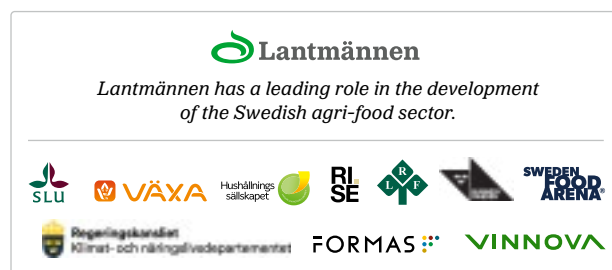 Lantmännen
Lantmännen has a leading role in the development
of the Swedish agri-food sector.
SLU
VÄXA
Hushållnings
sällskapet
RI.
SE
LRF
SWEDEN
FOOD
ARENA
Regeringskansliet
Klimat- och näringslivsdepartementet
FORMAS
VINNOVA